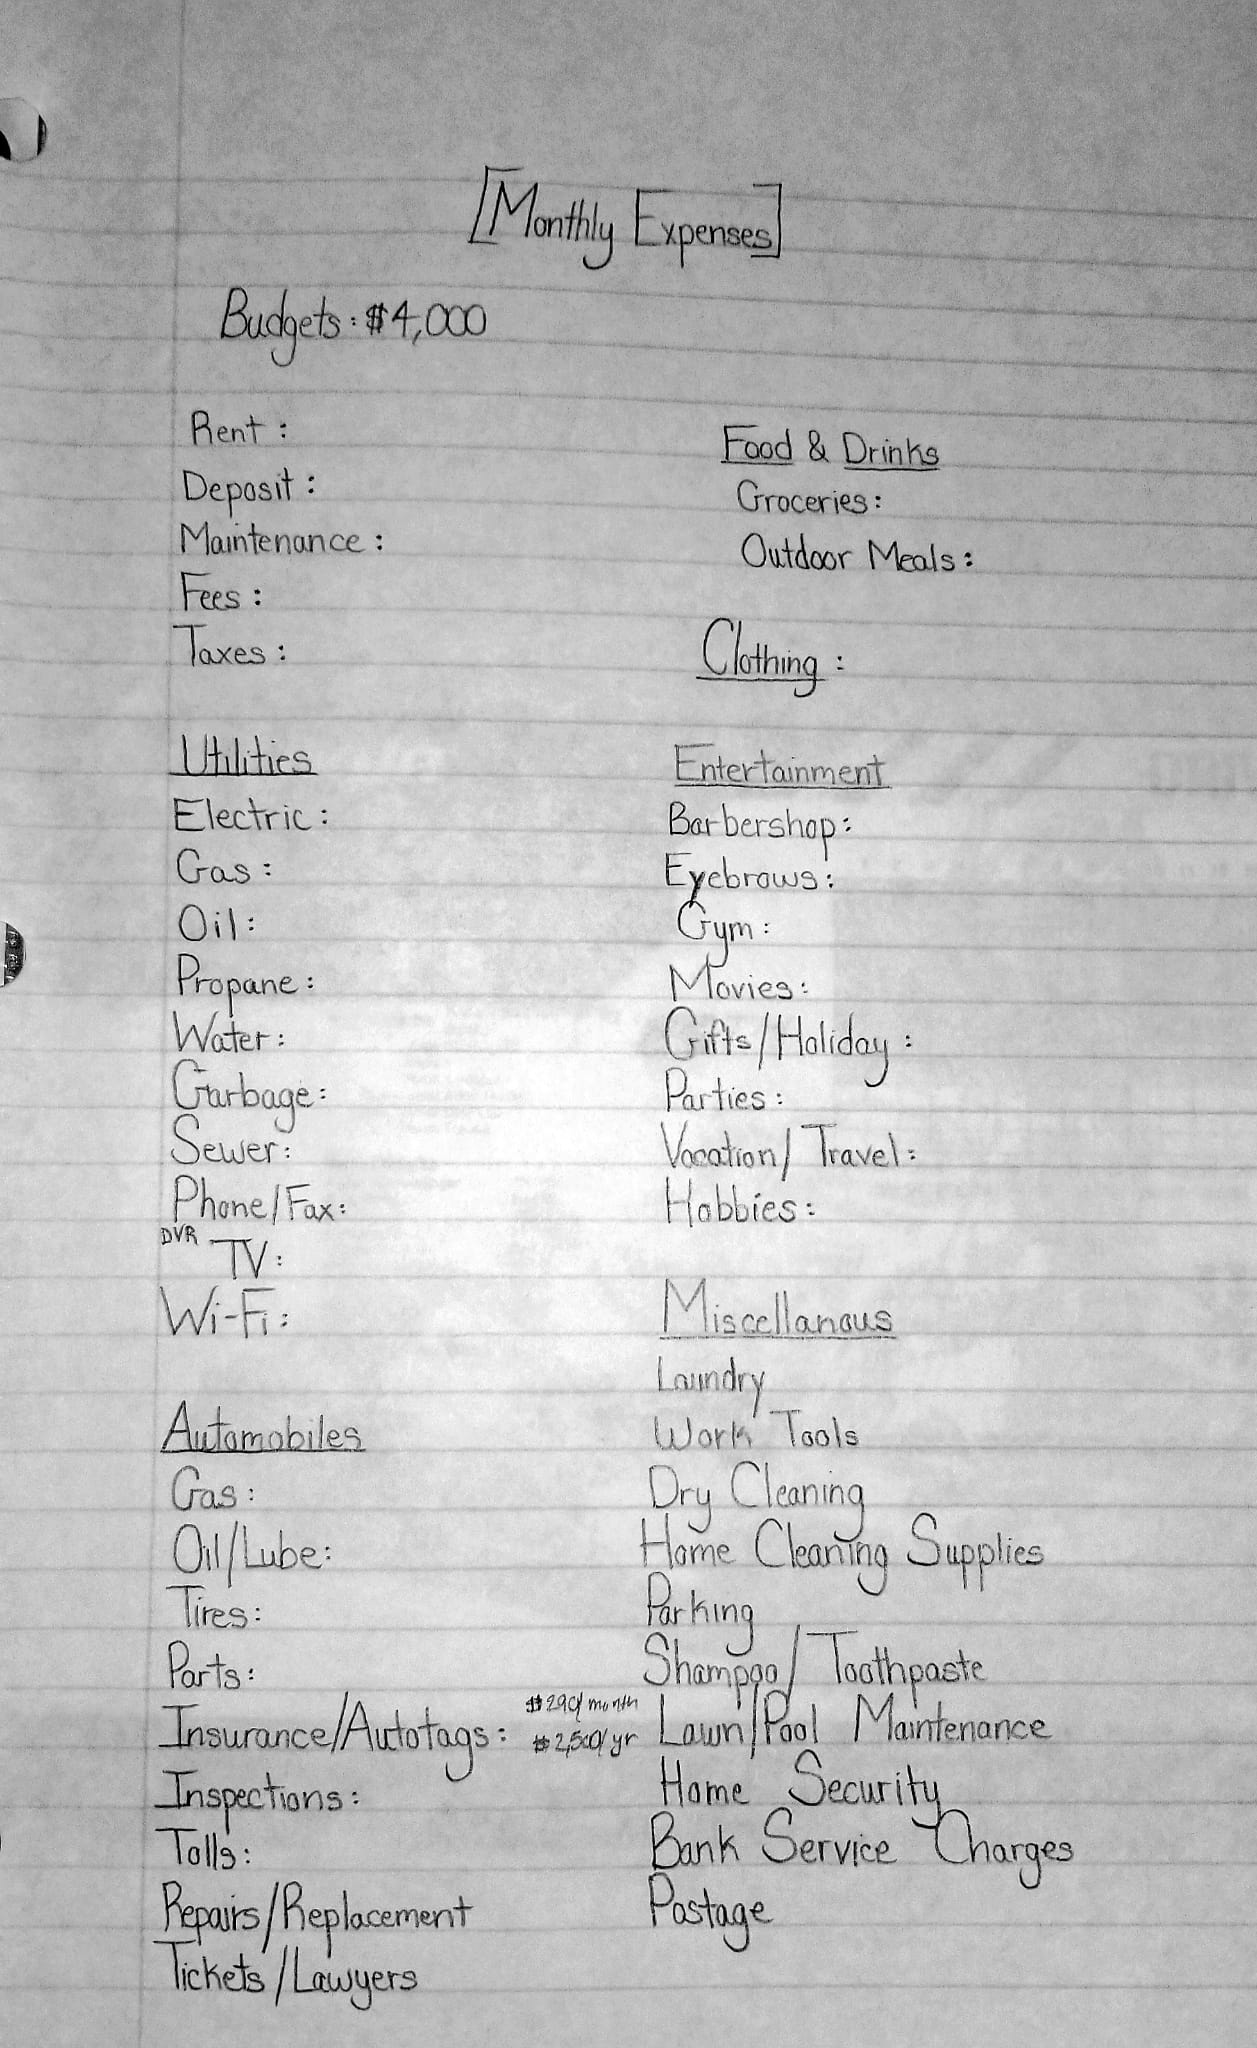 [Monthly Expenses]
Budgets: $4,000
Rent:
Deposit:
Maintenance:
Fees:
Taxes:
Utilities
Electric:
Gas:
Oil:
Propane:
Water:
Garbage:
Sewer:
Phone/Fax:
DVR TV:
Wi-Fi:
Automobiles
Gas:
Oil/Lube:
Tires:
Parts:
Insurance/Autotags: $290/month
$2,500/yr
Inspections:
Tolls:
Repairs/Replacement
Tickets/Lawyers
Food & Drinks
Groceries:
Outdoor Meals:
Clothing:
Entertainment
Barbershop:
Eyebrows:
Gym:
Movies:
Gifts/Holiday:
Parties:
Vacation/Travel:
Hobbies:
Miscellanous
Laundry
Work Tools
Dry Cleaning
Home Cleaning Supplies
Parking
Shampoo/Toothpaste
Lawn/Pool Maintenance
Home Security
Bank Service Charges
Postage